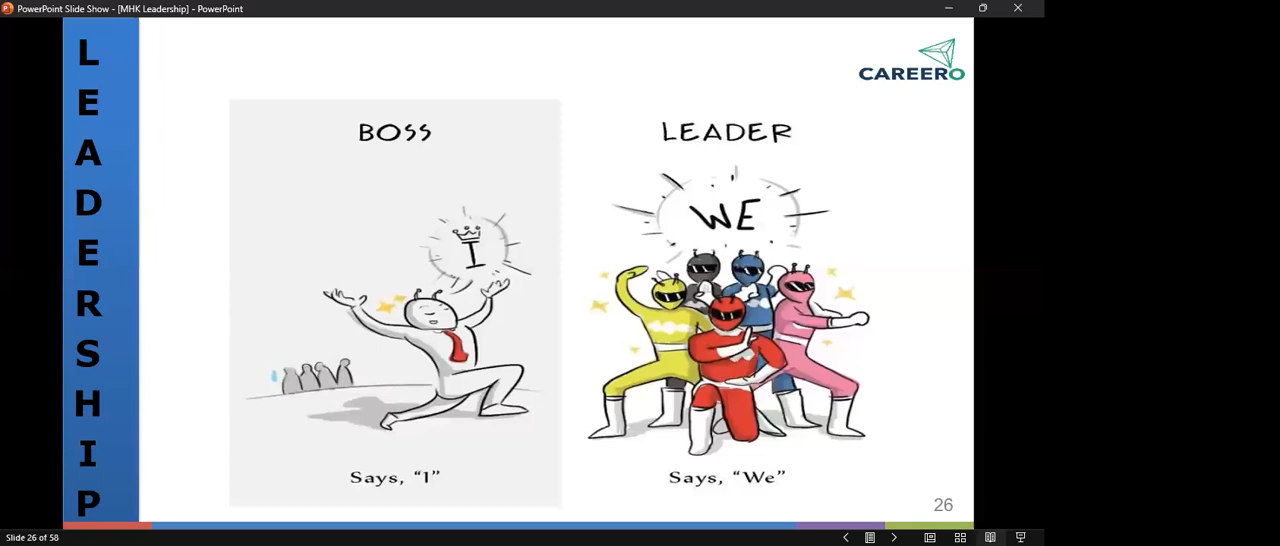 PowerPoint Slide Show - [MHK Leadership] - PowerPoint
L
E
A
D
E
R
S
H
I
P
CAREERO
BOSS
LEADER
I
WE
Says, "I"
Says, "We"
26
Slide 26 of 58